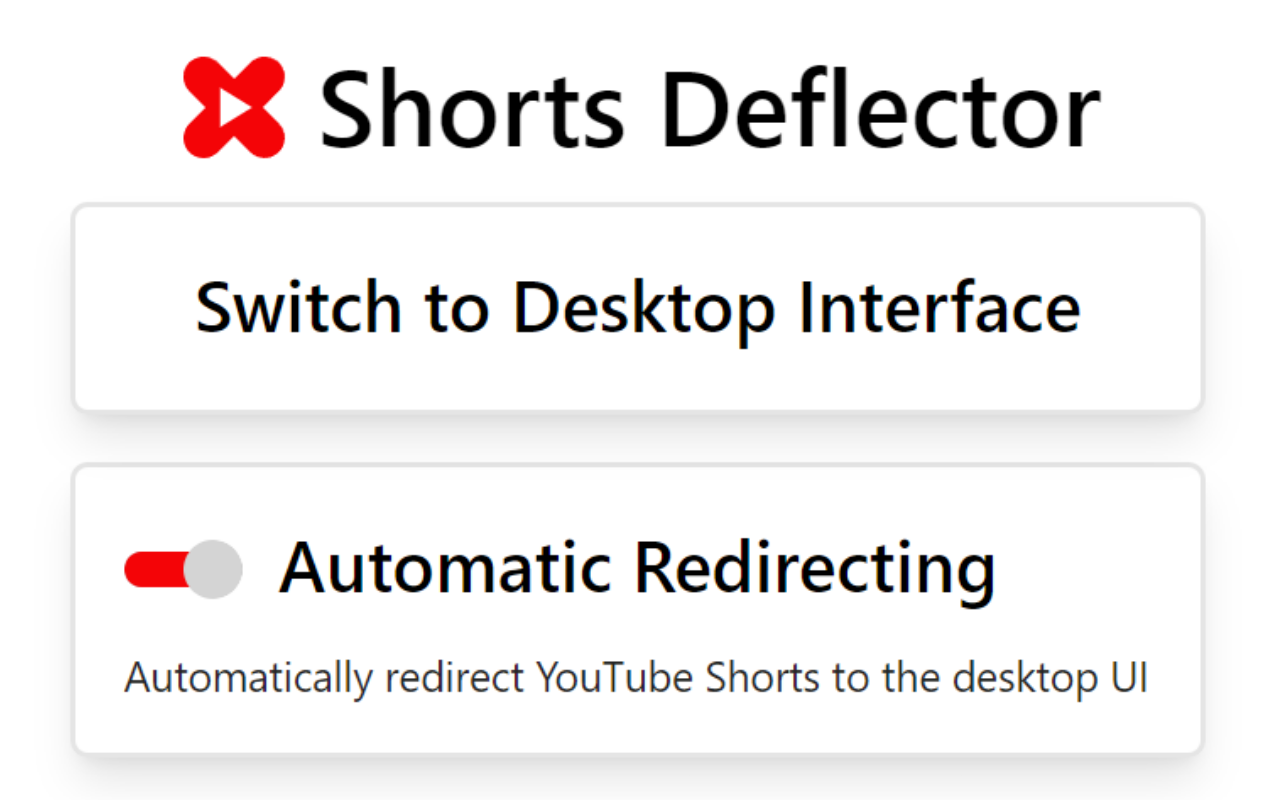 Shorts Deflector
Switch to Desktop Interface
Automatic Redirecting
Automatically redirect YouTube Shorts to the desktop UI